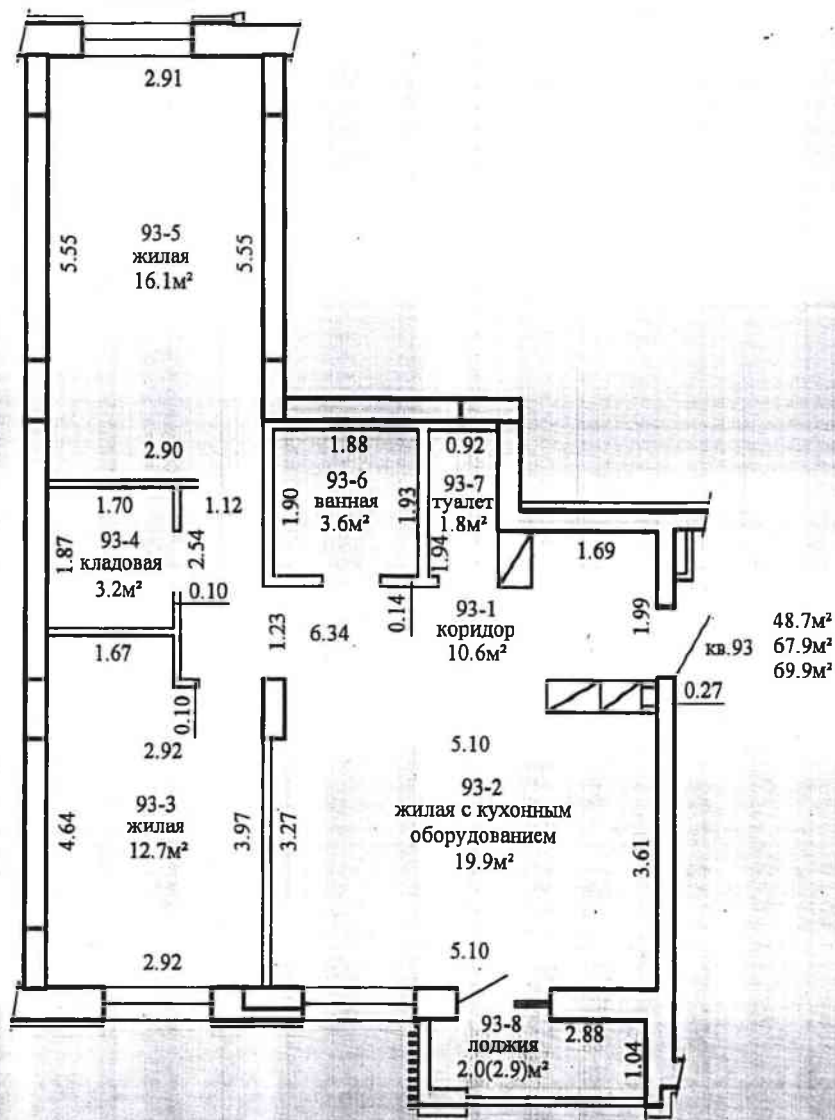 2.91
5.55
93-5
жилая
16.1м²
5.55
2.90
1.88
0.92
93-6
ванная
3.6м²
1.90
1.93
93-7
туалет
1.8м²
1.94
1.70
1.12
93-4
кладовая
3.2м²
1.87
2.54
0.10
1.69
1.67
1.23
6.34
0.14
93-1
коридор
10.6м²
1.99
кв.93
48.7м²
67.9м²
69.9м²
0.27
0.10
2.92
5.10
93-3
жилая
12.7м²
4.64
3.97
3.27
93-2
жилая с кухонным
оборудованием
19.9м²
3.61
2.92
5.10
93-8
лоджия
2.0(2.9)м²
2.88
1.04